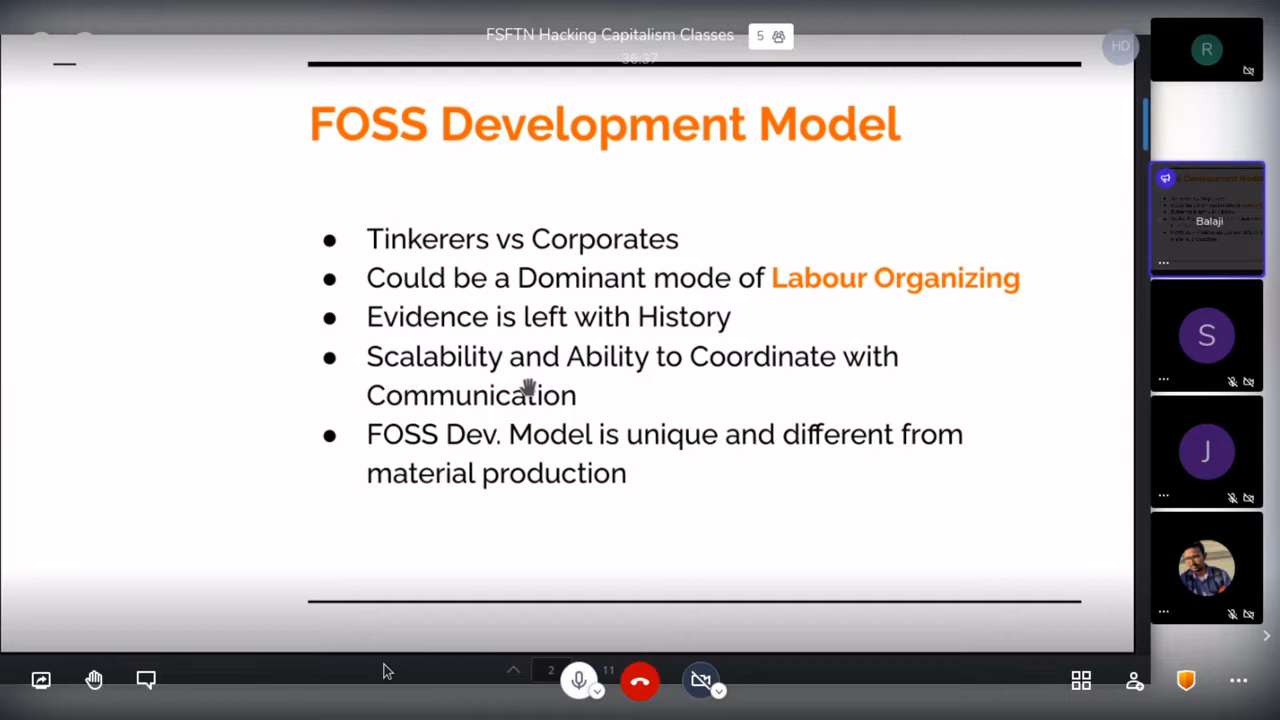 FSFTN Hacking Capitalism Classes
5
36:37
HD
R
FOSS Development Model
● Tinkerers vs Corporates
● Could be a Dominant mode of Labour Organizing
● Evidence is left with History
● Scalability and Ability to Coordinate with
Communication
● FOSS Dev. Model is unique and different from
material production
Balaji
S
J
2
11